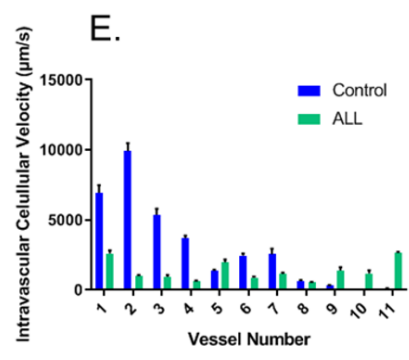 E.
Intravascular Celullular Velocity (µm/s)
15000
10000
5000
0
Control
ALL
1 2 3 4 5 6 7 8 9 10 11
Vessel Number